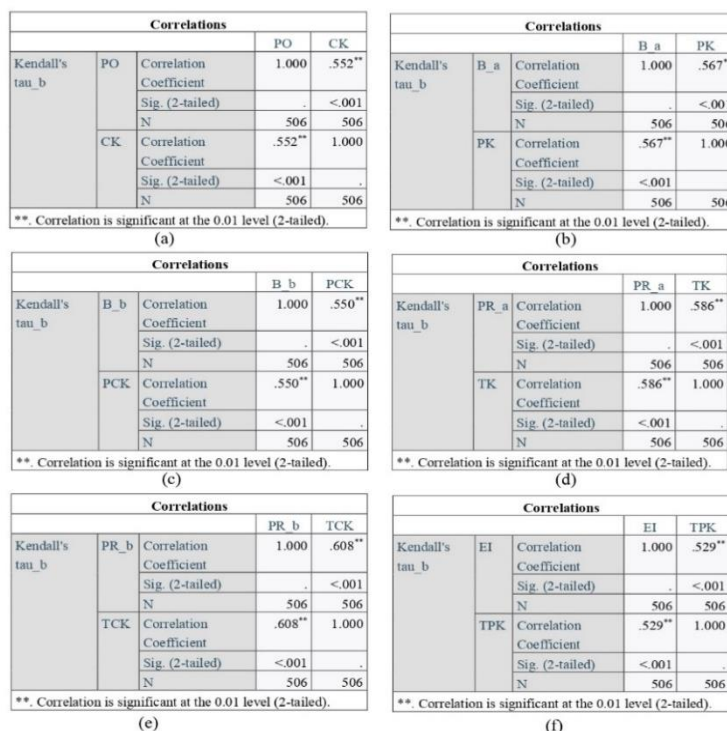 Correlations
PO CK
Kendall's PO Correlation 1.000 .552**
tau_b Coefficient
Sig. (2-tailed) . <.001
N 506 506
CK Correlation .552** 1.000
Coefficient
Sig. (2-tailed) <.001 .
N 506 506
**. Correlation is significant at the 0.01 level (2-tailed).
(a)
Correlations
B_a PK
Kendall's B_a Correlation 1.000 .567*
tau_b Coefficient
Sig. (2-tailed) . <.00
N 506 506
PK Correlation .567** 1.000
Coefficient
Sig. (2-tailed) <.001
N 506 506
**. Correlation is significant at the 0.01 level (2-tailed).
(b)
Correlations
B_b PCK
Kendall's B_b Correlation 1.000 .550**
tau_b Coefficient
Sig. (2-tailed) . <.001
N 506 506
PCK Correlation .550** 1.000
Coefficient
Sig. (2-tailed) <.001 .
N 506 506
**. Correlation is significant at the 0.01 level (2-tailed).
(c)
Correlations
PR_a TK
Kendall's PR_a Correlation 1.000 .586**
tau_b Coefficient
Sig. (2-tailed) . <.001
N 506 506
TK Correlation .586** 1.000
Coefficient
Sig. (2-tailed) <.001 .
N 506 506
**. Correlation is significant at the 0.01 level (2-tailed).
(d)
Correlations
PR_b TCK
Kendall's PR_b Correlation 1.000 .608**
tau_b Coefficient
Sig. (2-tailed) . <.001
N 506 506
TCK Correlation .608** 1.000
Coefficient
Sig. (2-tailed) <.001 .
N 506 506
**. Correlation is significant at the 0.01 level (2-tailed).
(e)
Correlations
EI TPK
Kendall's EI Correlation 1.000 .529**
tau_b Coefficient
Sig. (2-tailed) . <.001
N 506 506
TPK Correlation .529** 1.000
Coefficient
Sig. (2-tailed) <.001 .
N 506 506
**. Correlation is significant at the 0.01 level (2-tailed).
(f)